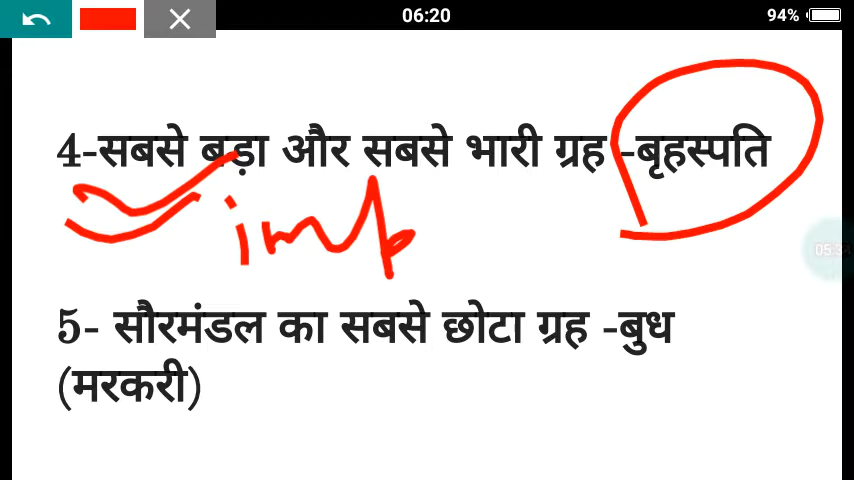 06:20
94%
4-सबसे बड़ा और सबसे भारी ग्रह -बृहस्पति
imp
5- सौरमंडल का सबसे छोटा ग्रह -बुध
(मरकरी)